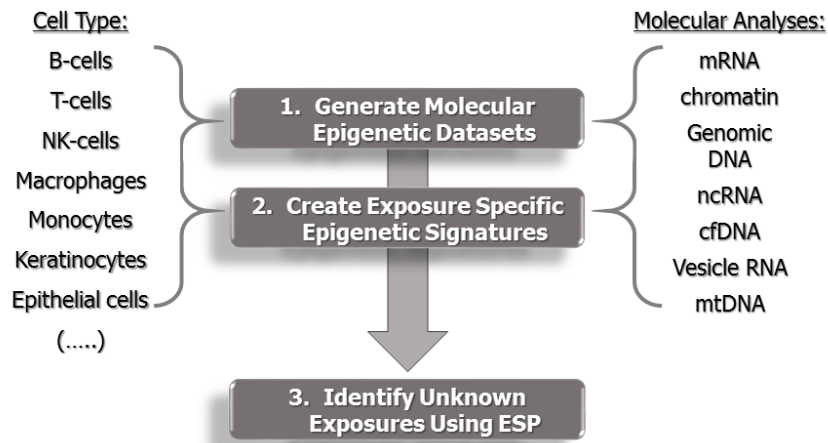 Cell Type:
B-cells
T-cells
NK-cells
Macrophages
Monocytes
Keratinocytes
Epithelial cells
(…..)
1. Generate Molecular
Epigenetic Datasets
2. Create Exposure Specific
Epigenetic Signatures
3. Identify Unknown
Exposures Using ESP
Molecular Analyses:
mRNA
chromatin
Genomic
DNA
ncRNA
cfDNA
Vesicle RNA
mtDNA